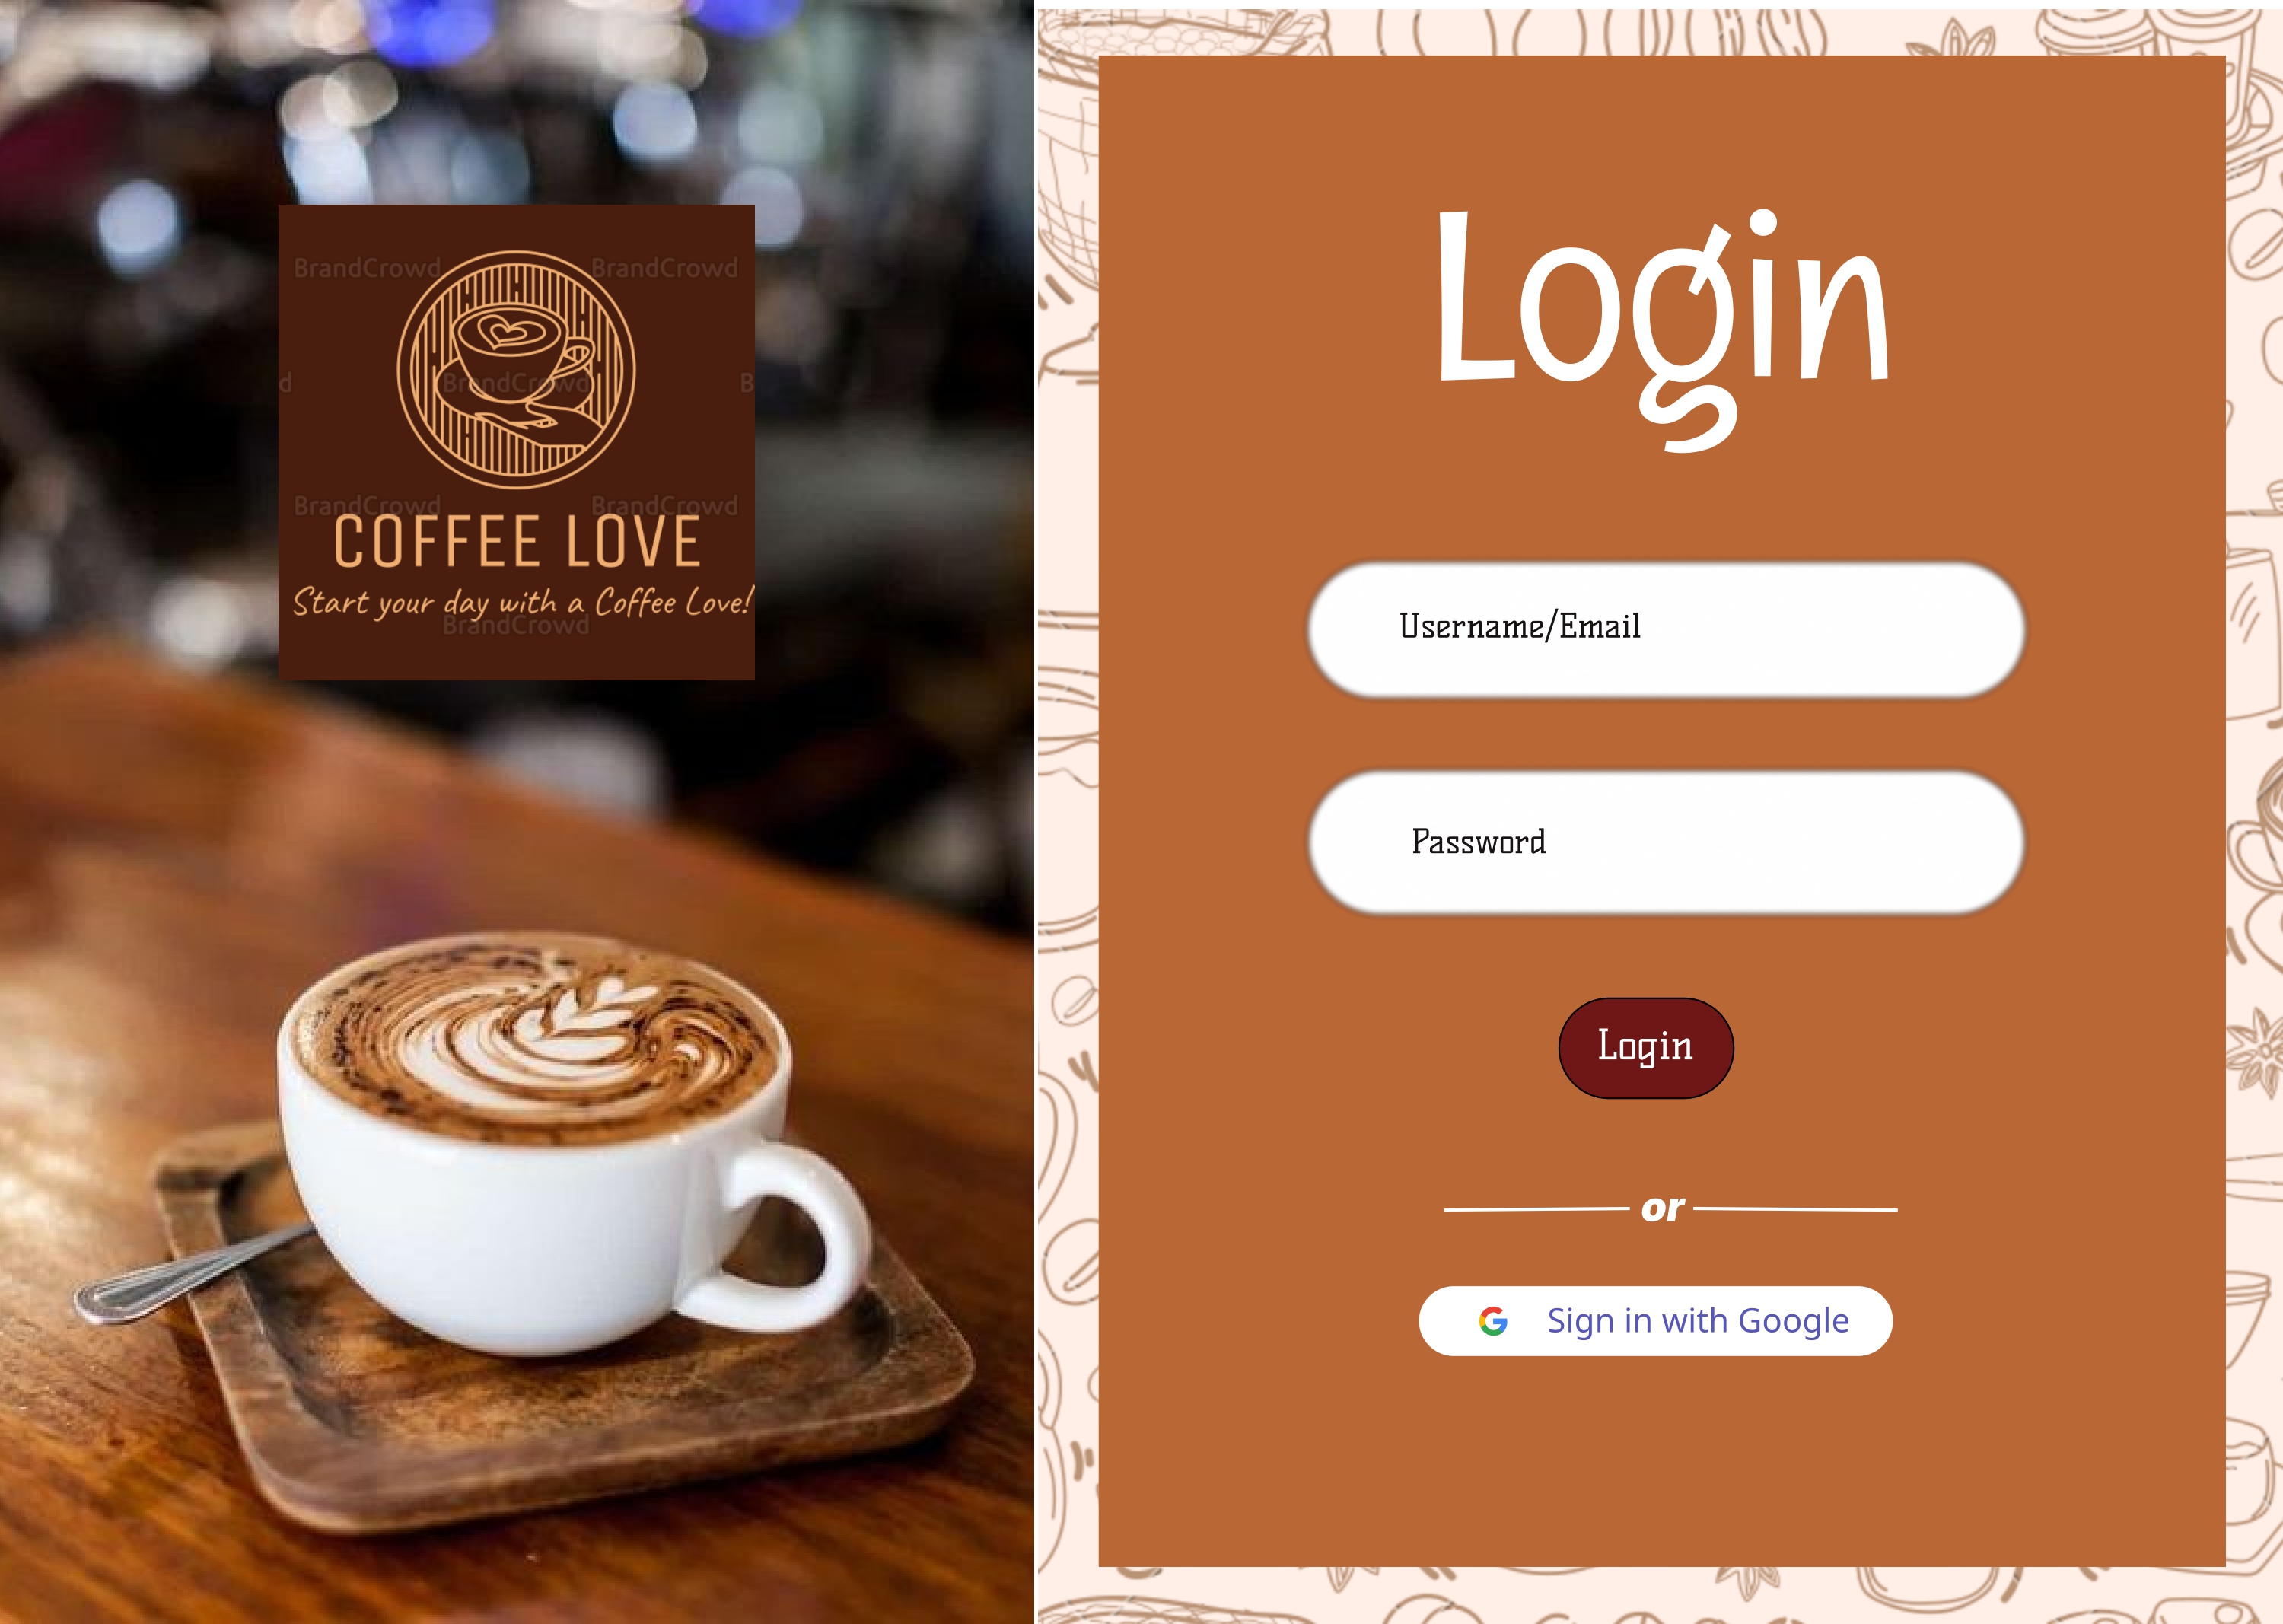 BrandCrowd BrandCrowd
d BrandCrowd B
BrandCrowd BrandCrowd
COFFEE LOVE
Start your day with a Coffee Love!
BrandCrowd
Login
Username/Email
Password
Login
or
G Sign in with Google